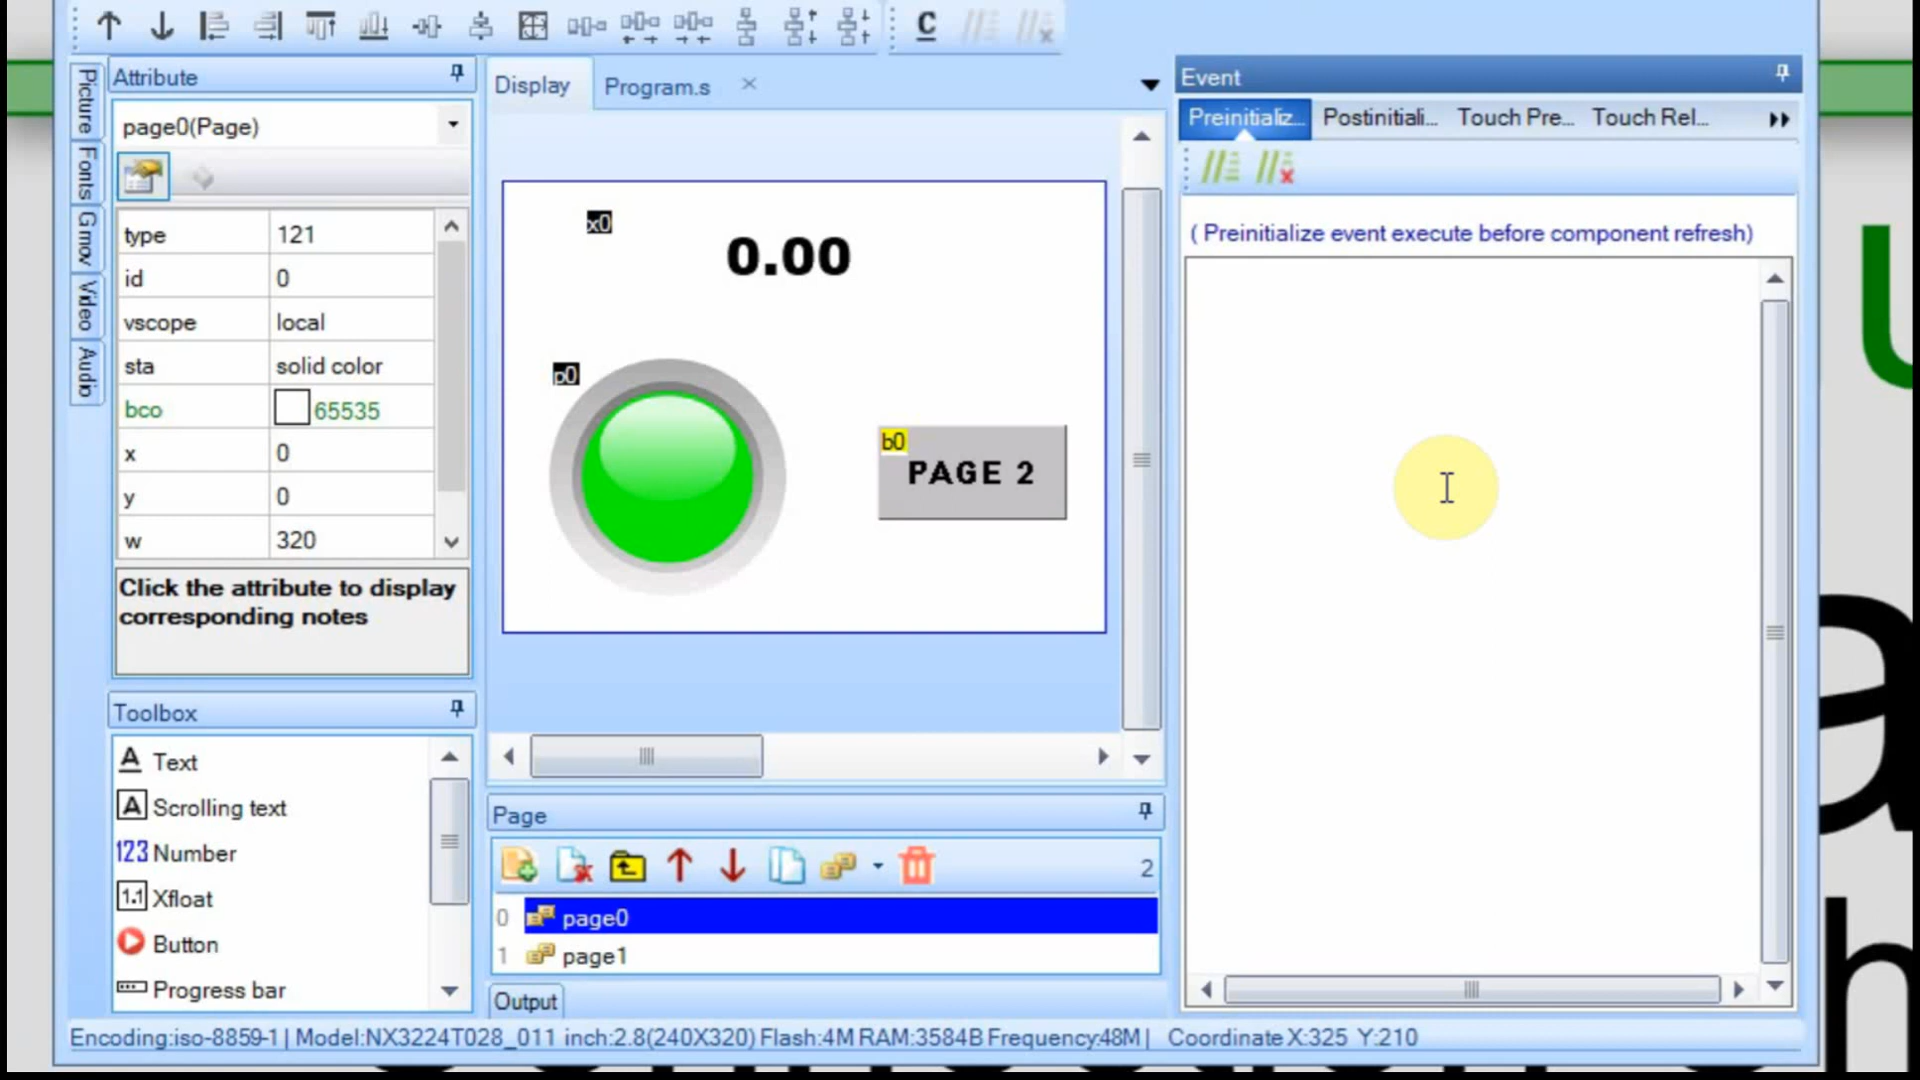 C
Picture
Fonts
Gmov
Video
Audio
Attribute
page0(Page)
type 121
id 0
vscope local
sta solid color
bco 65535
x 0
y 0
w 320
Click the attribute to display
corresponding notes
Toolbox
A Text
A Scrolling text
123 Number
1.1 Xfloat
Button
Progress bar
Display Program.s
x0
0.00
p0
b0
PAGE 2
Page
2
0 page0
1 page1
Output
Event
Preinitializ... Postinitiali... Touch Pre... Touch Rel...
( Preinitialize event execute before component refresh)
Encoding:iso-8859-1 | Model:NX3224T028_011 inch:2.8(240X320) Flash:4M RAM:3584B Frequency:48M | Coordinate X:325 Y:210
u
a
h